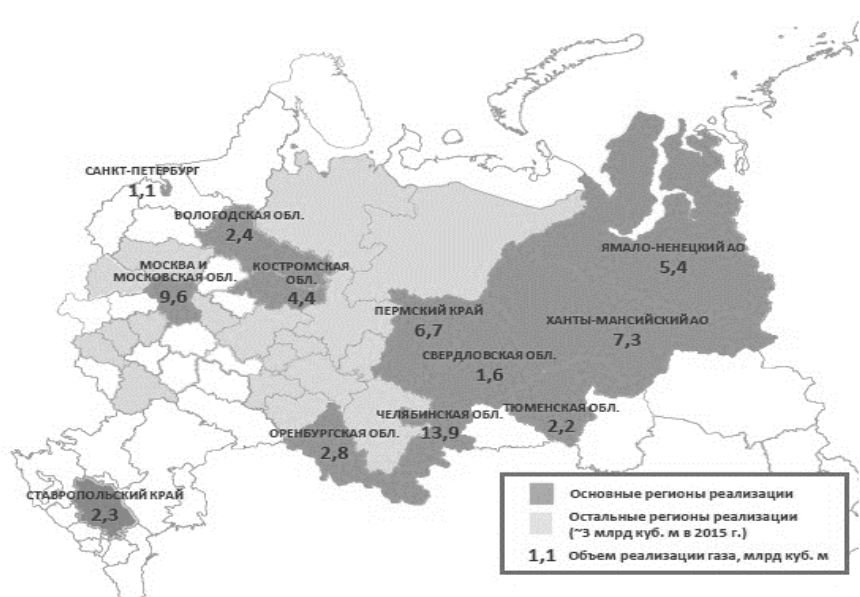 САНКТ-ПЕТЕРБУРГ
1,1
ВОЛОГОДСКАЯ ОБЛ.
2,4
МОСКВА И
МОСКОВСКАЯ ОБЛ.
9,6
КОСТРОМСКАЯ
ОБЛ.
4,4
ЯМАЛО-НЕНЕЦКИЙ АО
5,4
ПЕРМСКИЙ КРАЙ
6,7
ХАНТЫ-МАНСИЙСКИЙ АО
7,3
СВЕРДЛОВСКАЯ ОБЛ.
1,6
ЧЕЛЯБИНСКАЯ ОБЛ.
13,9
ТЮМЕНСКАЯ ОБЛ.
2,2
ОРЕНБУРГСКАЯ ОБЛ.
2,8
СТАВРОПОЛЬСКИЙ КРАЙ
2,3
Основные регионы реализации
Остальные регионы реализации
(~3 млрд куб. м в 2015 г.)
1,1 Объем реализации газа, млрд куб. м